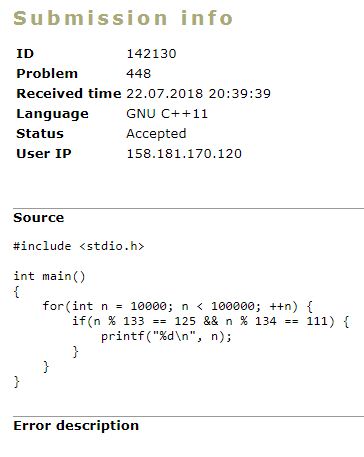 Submission info
ID 142130
Problem 448
Received time 22.07.2018 20:39:39
Language GNU C++11
Status Accepted
User IP 158.181.170.120
Source
#include <stdio.h>
int main()
{
    for(int n = 10000; n < 100000; ++n) {
        if(n % 133 == 125 && n % 134 == 111) {
            printf("%d\n", n);
        }
    }
}
Error description